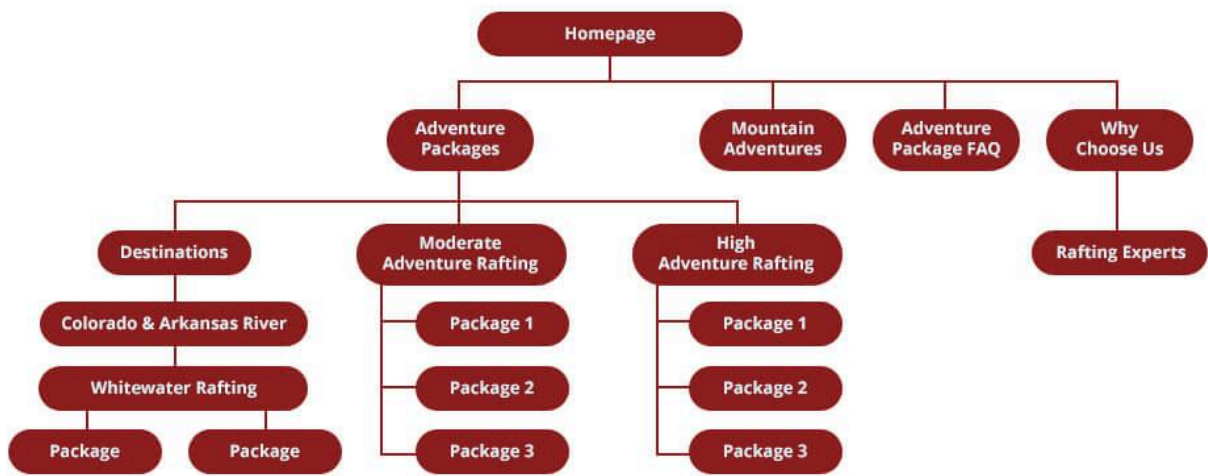 Homepage
Adventure
Packages
Mountain
Adventures
Adventure
Package FAQ
Why
Choose Us
Destinations
Moderate
Adventure Rafting
High
Adventure Rafting
Rafting Experts
Colorado & Arkansas River
Package 1
Package 1
Whitewater Rafting
Package 2
Package 2
Package
Package
Package 3
Package 3